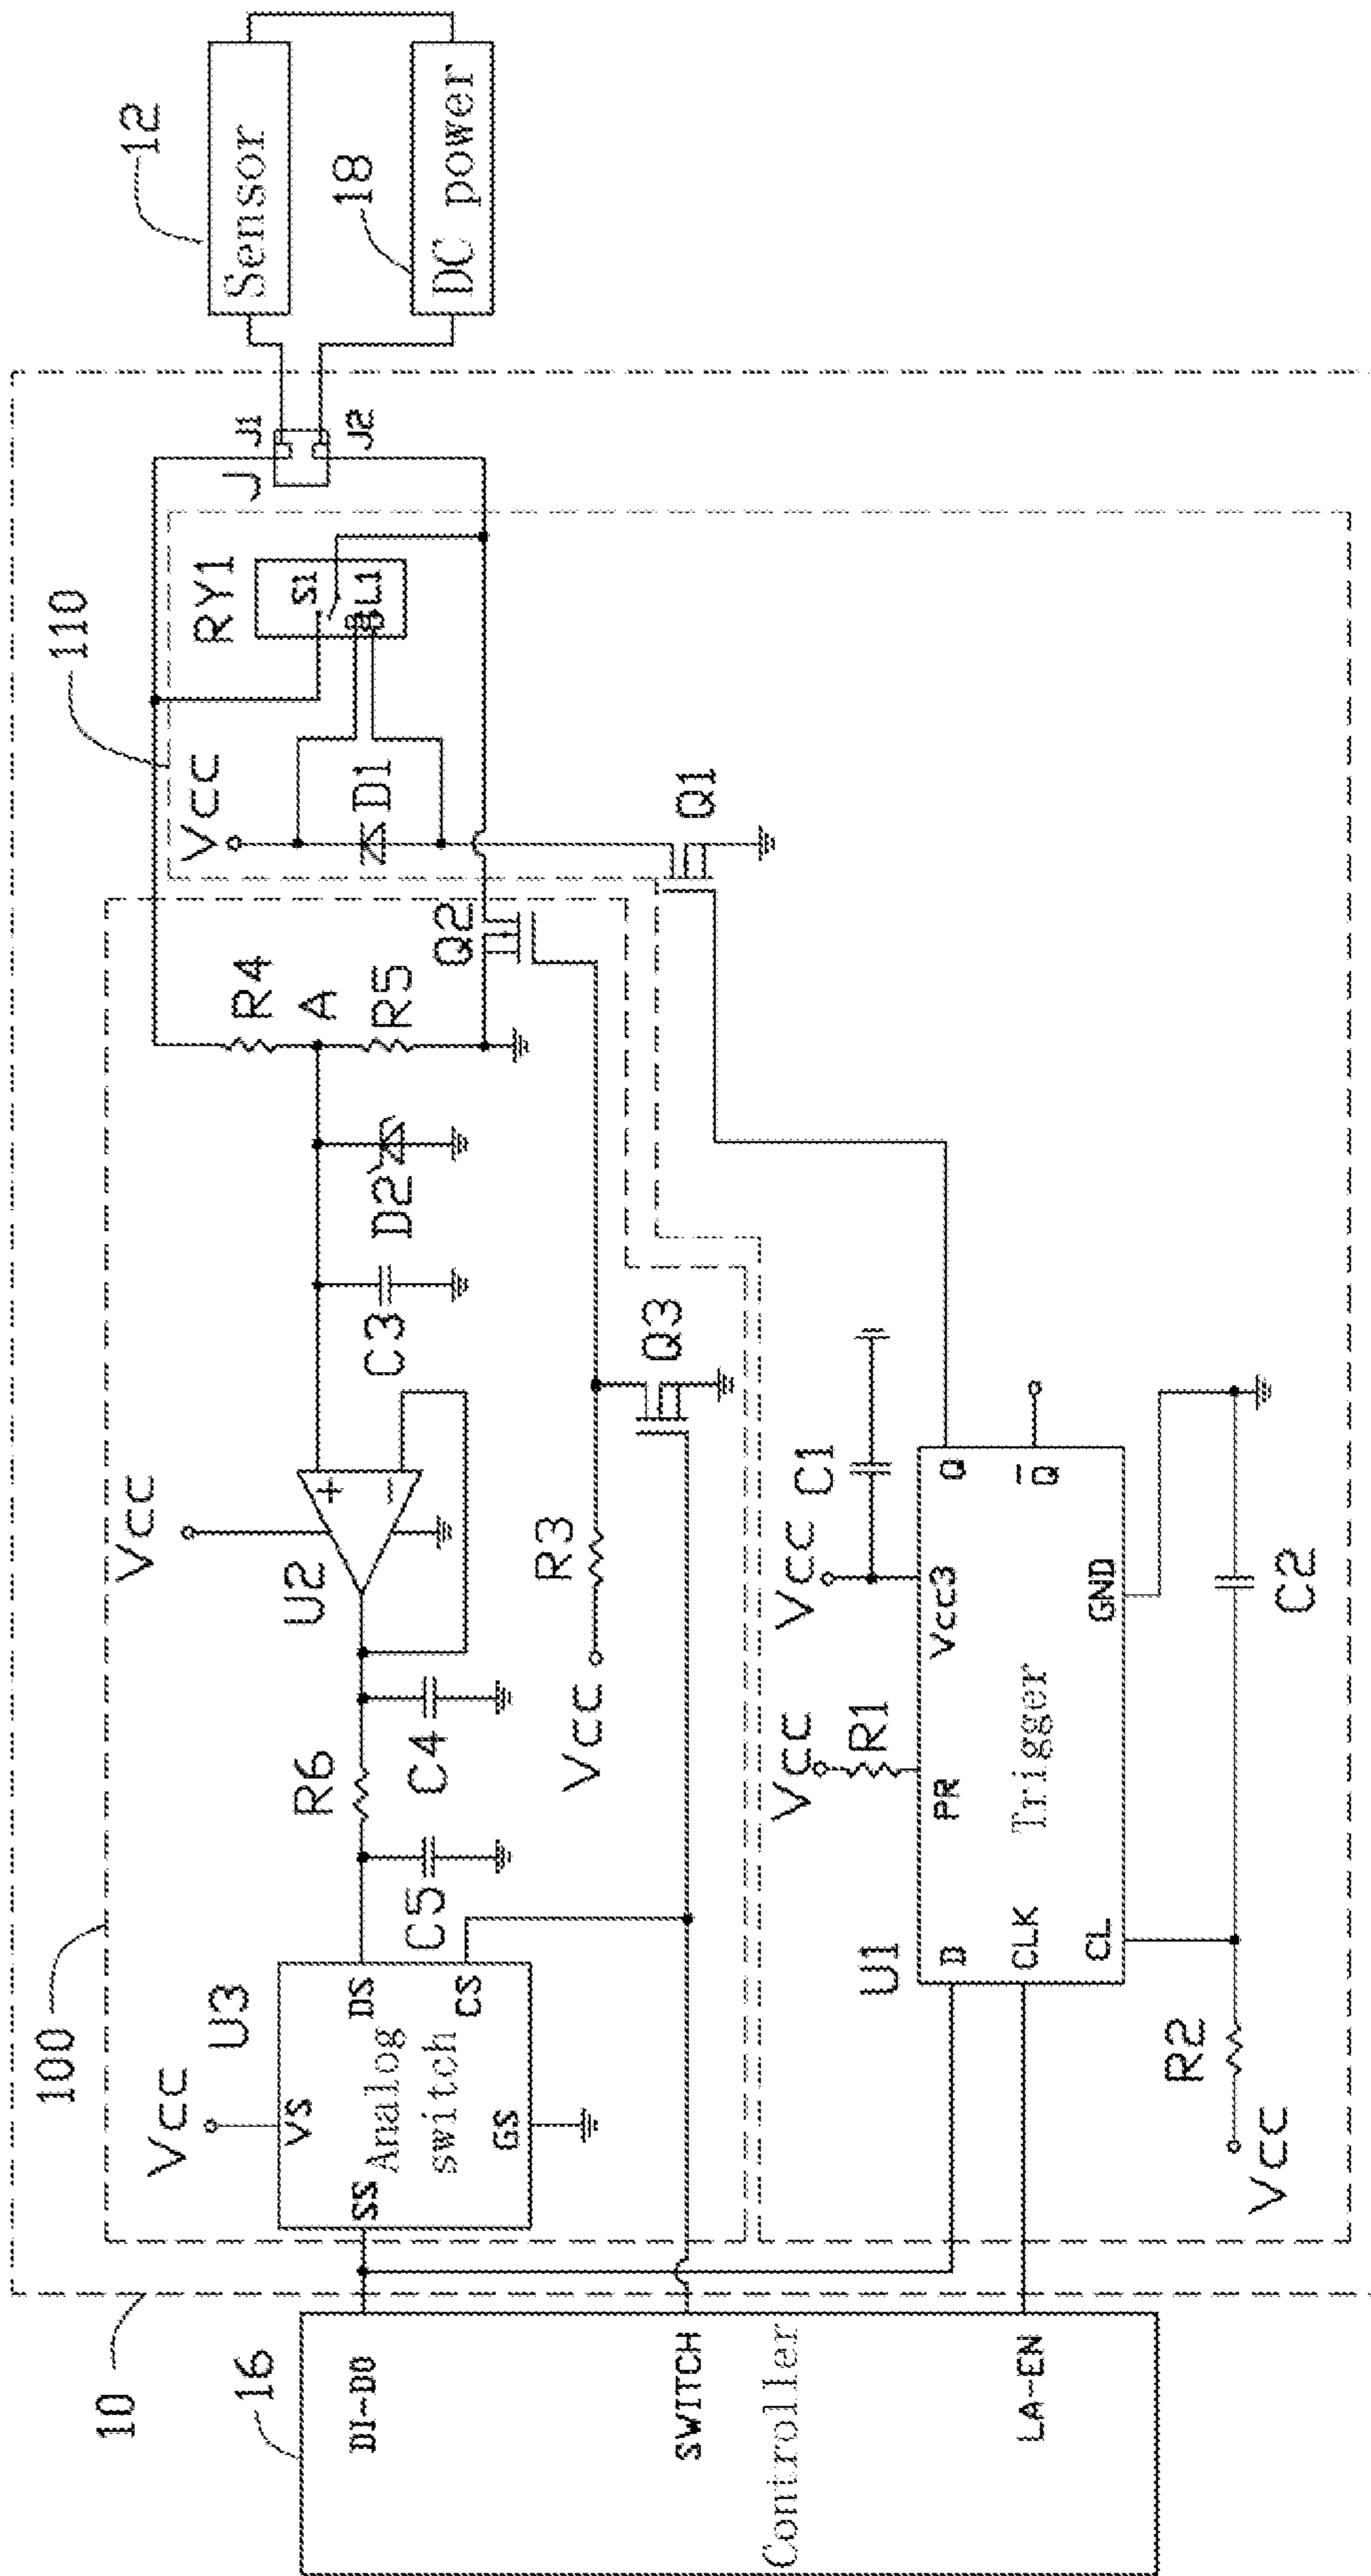 10
16
DI-DO
SWITCH
LA-EN
Controller
100
Vcc
U3
VS
SS
DS
Analog
switch
GS
CS
C5
R6
C4
U2
Vcc
+
−
C3
D2
R4
A
R5
Q2
Vcc
R3
Q3
110
Vcc
D1
RY1
S1
L1
Q1
J
J1
J2
12
Sensor
18
DC power
U1
D
CLK
CL
PR
Vcc3
GND
Q
Q̅
Trigger
Vcc
R1
Vcc
C1
C2
R2
Vcc